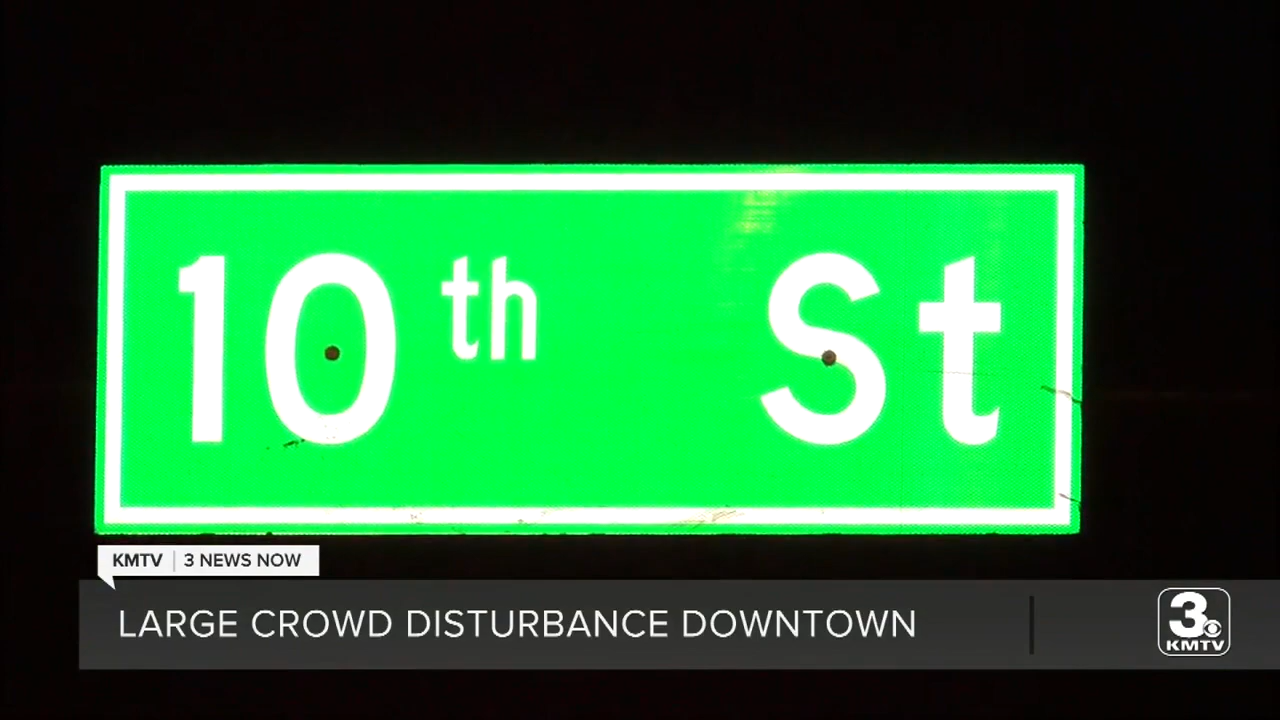 10th St
KMTV | 3 NEWS NOW
LARGE CROWD DISTURBANCE DOWNTOWN
3
KMTV